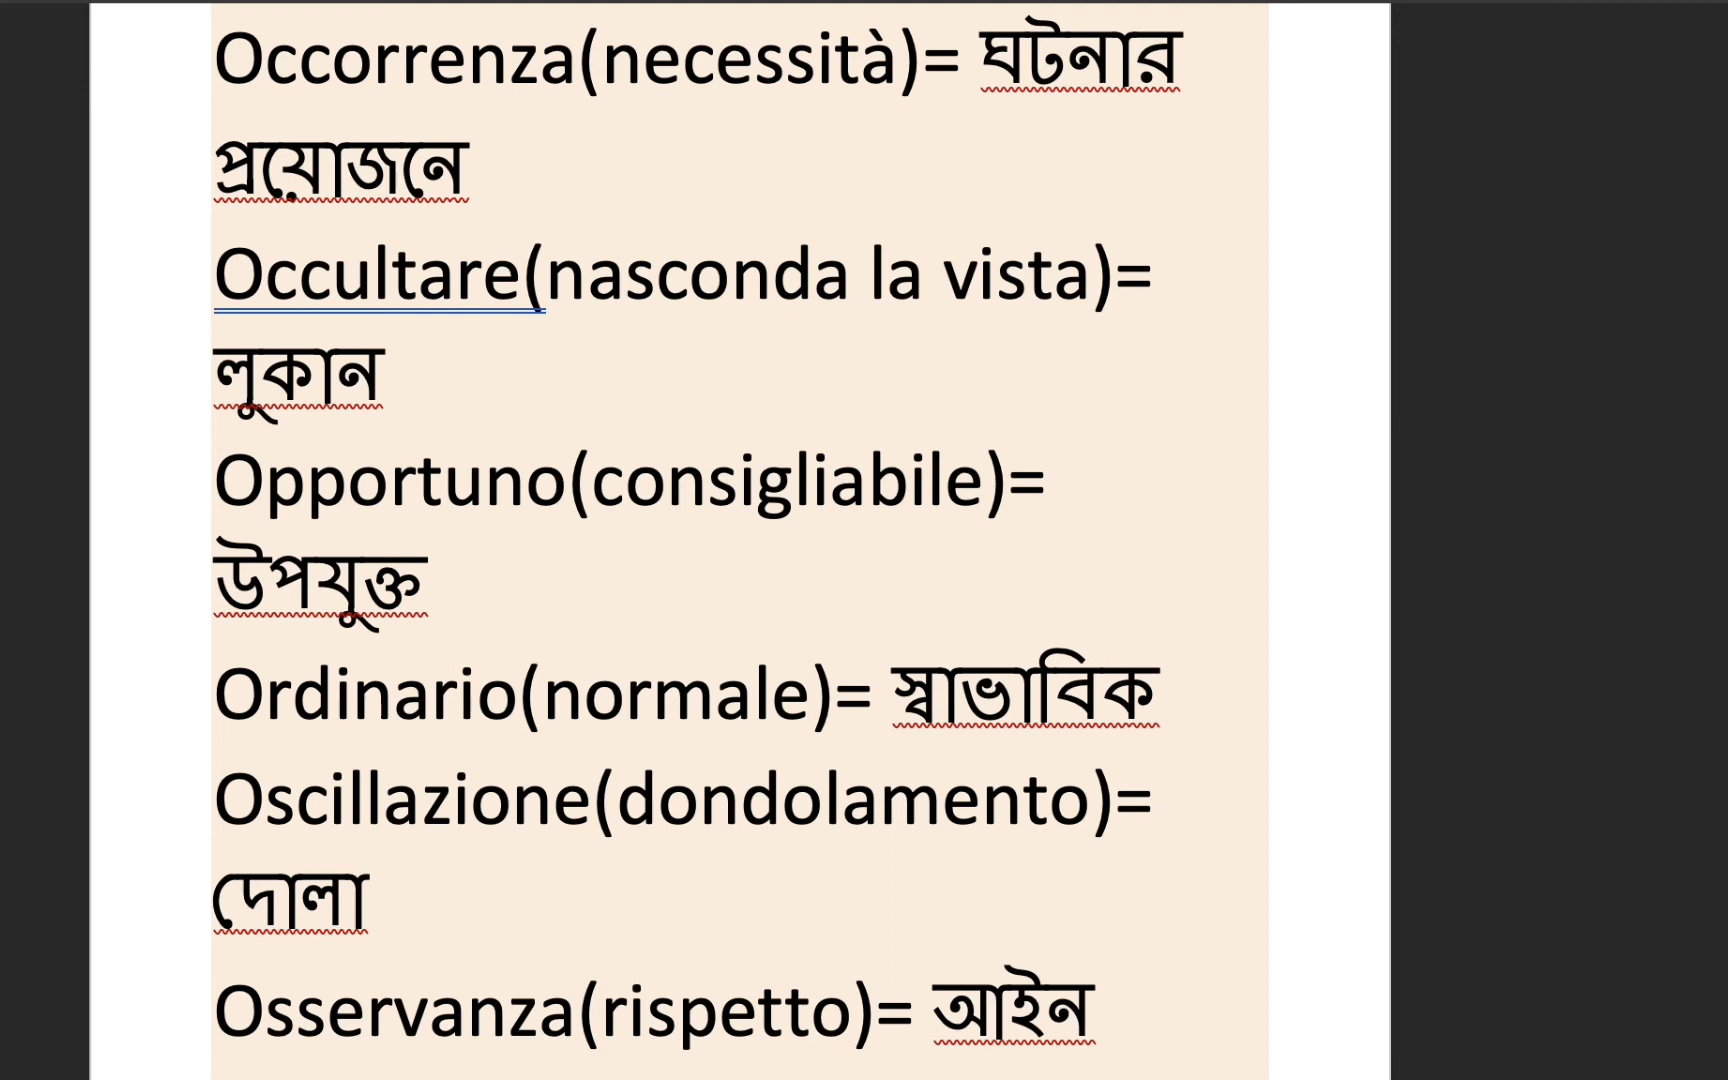 Occorrenza(necessità)= ঘটনার
প্রয়োজনে
Occultare(nasconda la vista)=
লুকান
Opportuno(consigliabile)=
উপযুক্ত
Ordinario(normale)= স্বাভাবিক
Oscillazione(dondolamento)=
দোলা
Osservanza(rispetto)= আইন